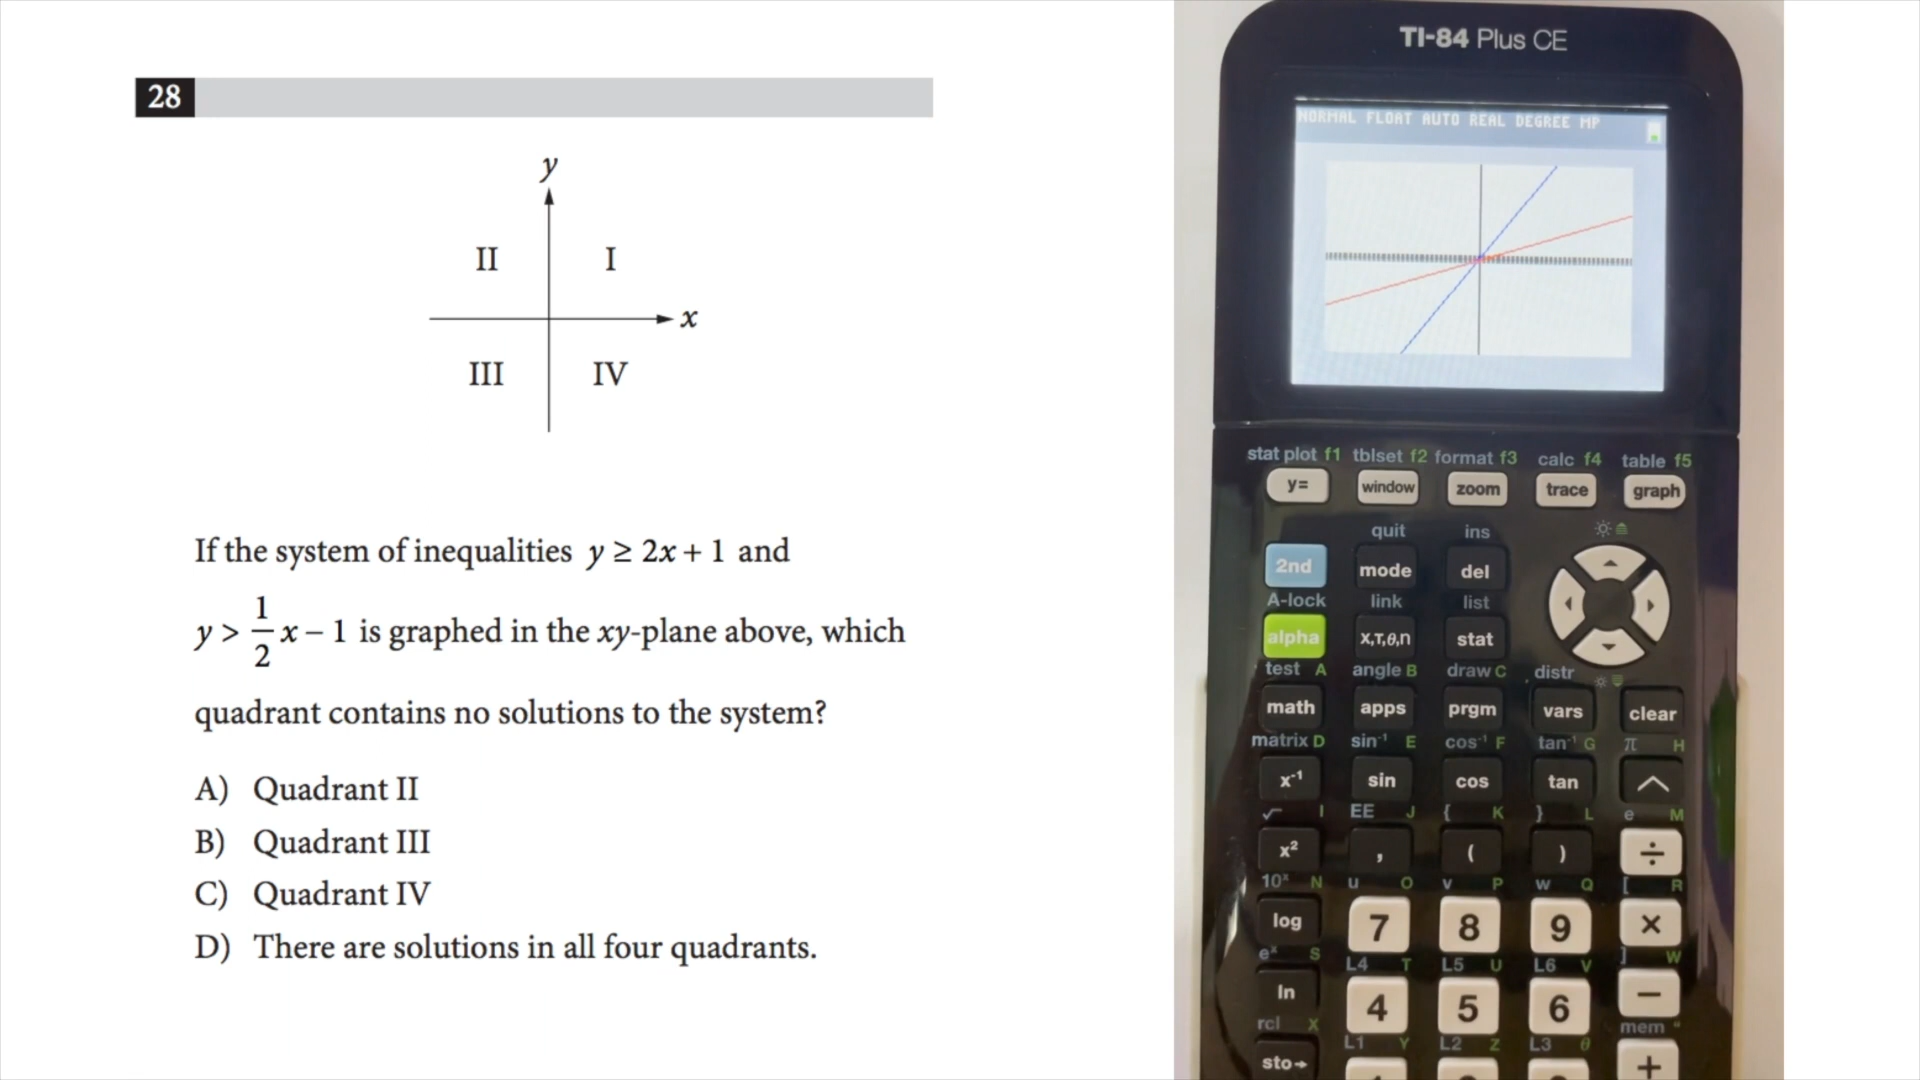 28
y
II
I
x
III
IV
If the system of inequalities y ≥ 2x + 1 and
y > 1/2 x − 1 is graphed in the xy-plane above, which
quadrant contains no solutions to the system?
A) Quadrant II
B) Quadrant III
C) Quadrant IV
D) There are solutions in all four quadrants.
TI-84 Plus CE
NORMAL FLOAT AUTO REAL DEGREE MP
stat plot f1 tblset f2 format f3 calc f4 table f5
y= window zoom trace graph
quit ins
2nd mode del
A-lock link list
alpha X,T,θ,n stat
test A angle B draw C distr
math apps prgm vars clear
matrix D sin⁻¹ E cos⁻¹ F tan⁻¹ G π H
x⁻¹ sin cos tan ^
√ I EE J { K } L e M
x² , ( ) ÷
10ˣ N u O v P w Q [ R
log 7 8 9 ×
eˣ S L4 T L5 U L6 V ] W
ln 4 5 6 −
rcl X L1 Y L2 Z L3 θ mem "
sto→ +